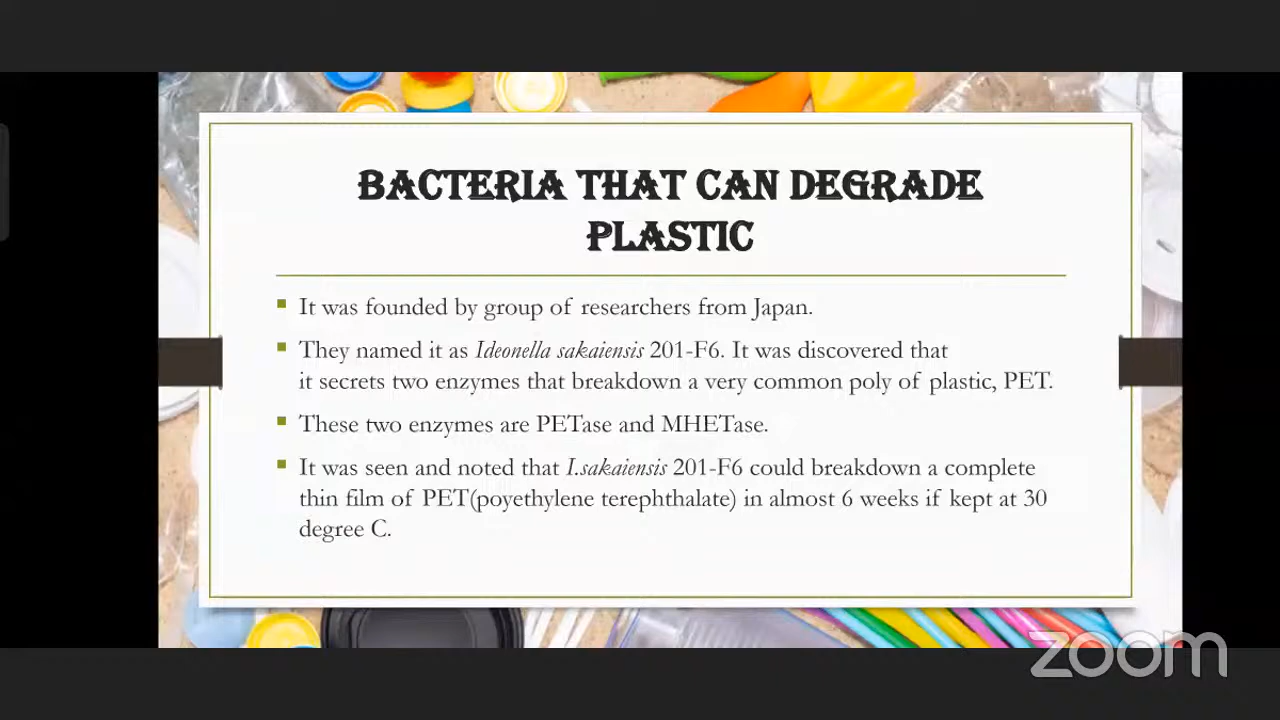 BACTERIA THAT CAN DEGRADE
PLASTIC
It was founded by group of researchers from Japan.
They named it as Ideonella sakaiensis 201-F6. It was discovered that
it secrets two enzymes that breakdown a very common poly of plastic, PET.
These two enzymes are PETase and MHETase.
It was seen and noted that I.sakaiensis 201-F6 could breakdown a complete
thin film of PET(poyethylene terephthalate) in almost 6 weeks if kept at 30
degree C.
zoom